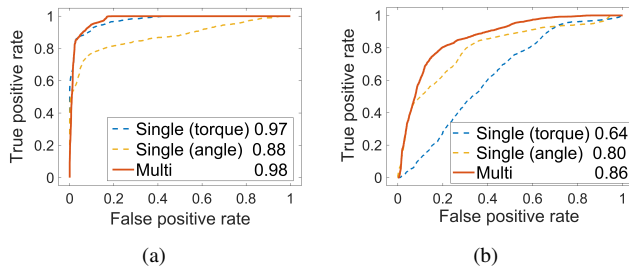 True positive rate
1
0.8
0.6
0.4
0.2
0
Single (torque) 0.97
Single (angle) 0.88
Multi 0.98
0 0.2 0.4 0.6 0.8 1
False positive rate
(a)
True positive rate
1
0.8
0.6
0.4
0.2
0
Single (torque) 0.64
Single (angle) 0.80
Multi 0.86
0 0.2 0.4 0.6 0.8 1
False positive rate
(b)